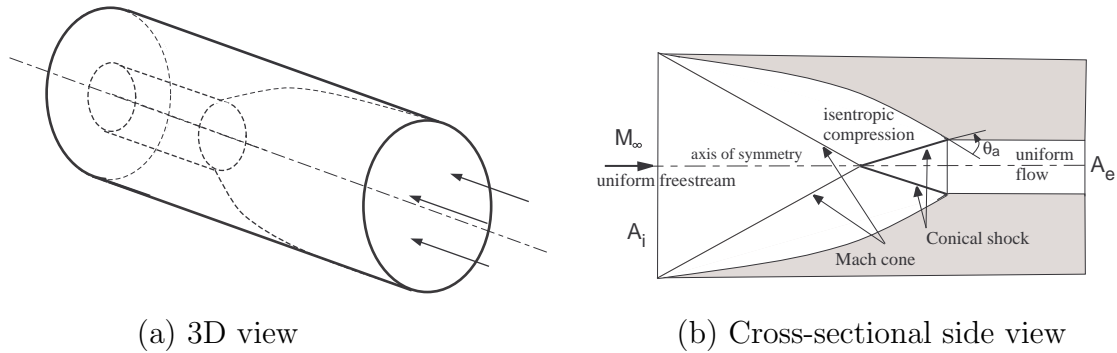 isentropic
compression
M∞
axis of symmetry
θa
uniform
flow
Ae
uniform freestream
Ai
Conical shock
Mach cone
(a) 3D view
(b) Cross-sectional side view